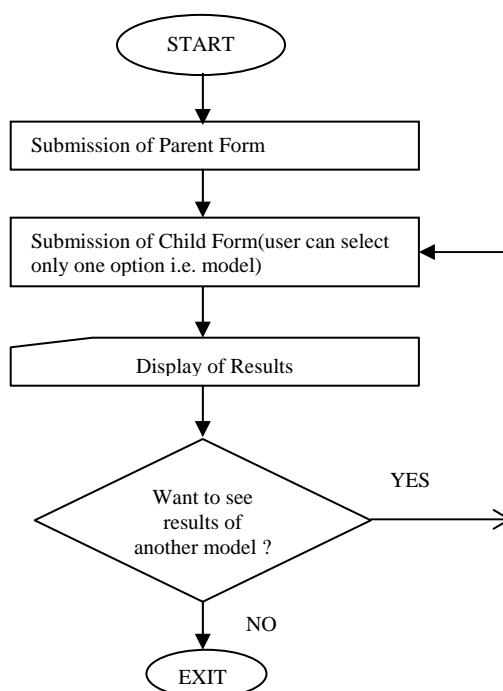 START
Submission of Parent Form
Submission of Child Form(user can select
only one option i.e. model)
Display of Results
Want to see
results of
another model ?
YES
NO
EXIT